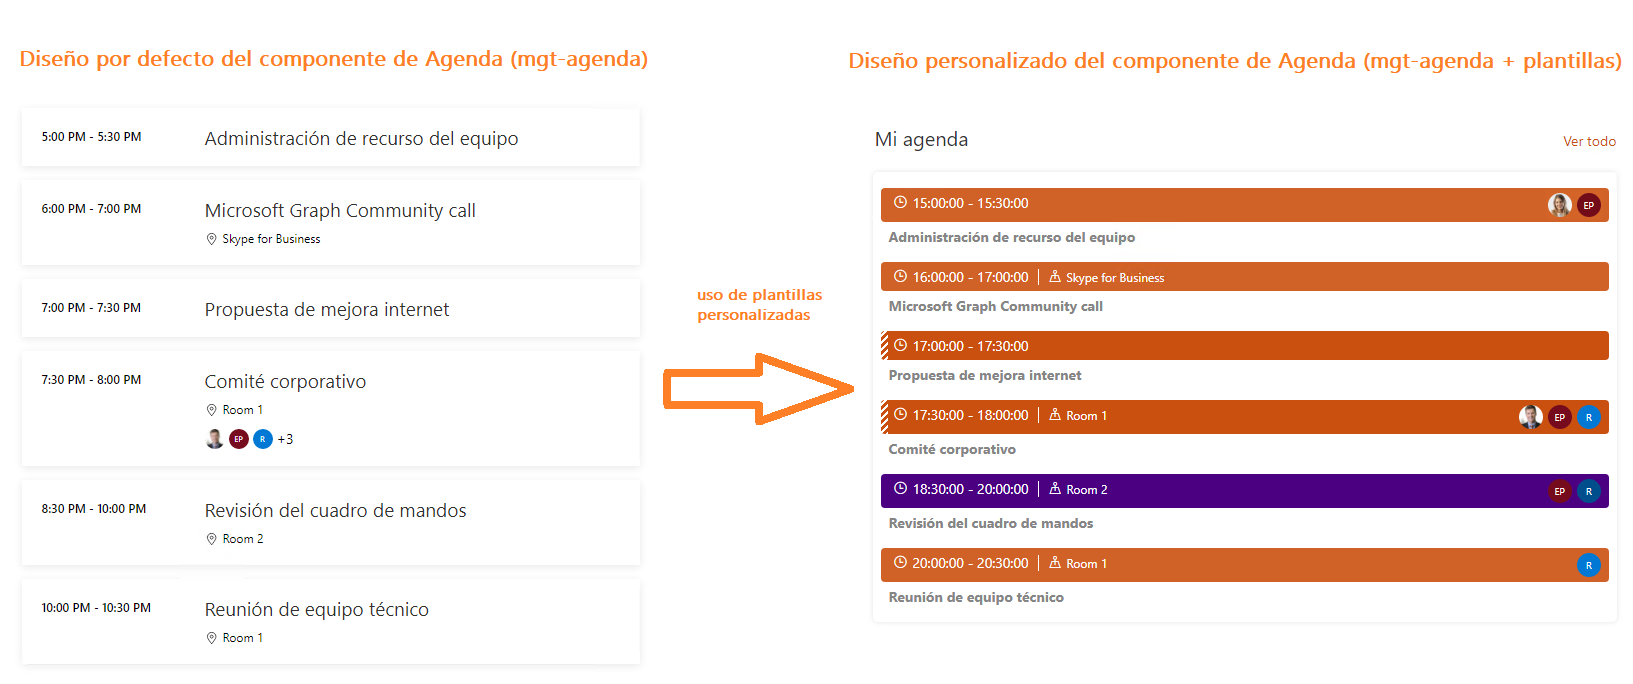 Diseño por defecto del componente de Agenda (mgt-agenda)
5:00 PM - 5:30 PM
Administración de recurso del equipo
6:00 PM - 7:00 PM
Microsoft Graph Community call
Skype for Business
7:00 PM - 7:30 PM
Propuesta de mejora internet
7:30 PM - 8:00 PM
Comité corporativo
Room 1
EP
R
+3
8:30 PM - 10:00 PM
Revisión del cuadro de mandos
Room 2
10:00 PM - 10:30 PM
Reunión de equipo técnico
Room 1
uso de plantillas
personalizadas
Diseño personalizado del componente de Agenda (mgt-agenda + plantillas)
Mi agenda
Ver todo
15:00:00 - 15:30:00
EP
Administración de recurso del equipo
16:00:00 - 17:00:00 | Skype for Business
Microsoft Graph Community call
17:00:00 - 17:30:00
Propuesta de mejora internet
17:30:00 - 18:00:00 | Room 1
EP
R
Comité corporativo
18:30:00 - 20:00:00 | Room 2
EP
R
Revisión del cuadro de mandos
20:00:00 - 20:30:00 | Room 1
R
Reunión de equipo técnico